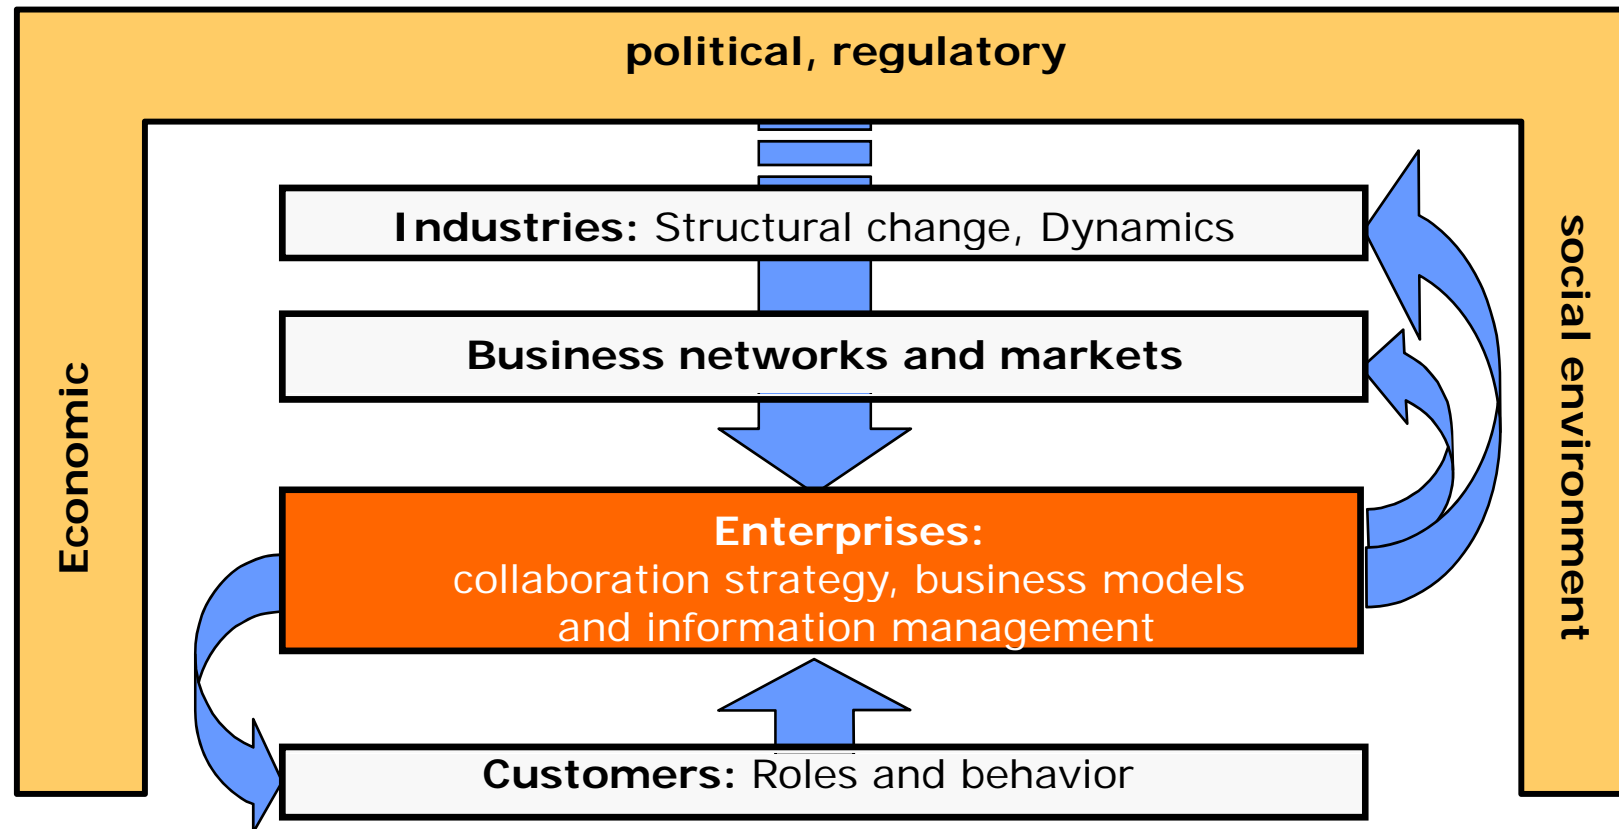 political, regulatory
Economic
Industries: Structural change, Dynamics
Business networks and markets
Enterprises:
collaboration strategy, business models
and information management
Customers: Roles and behavior
social environment